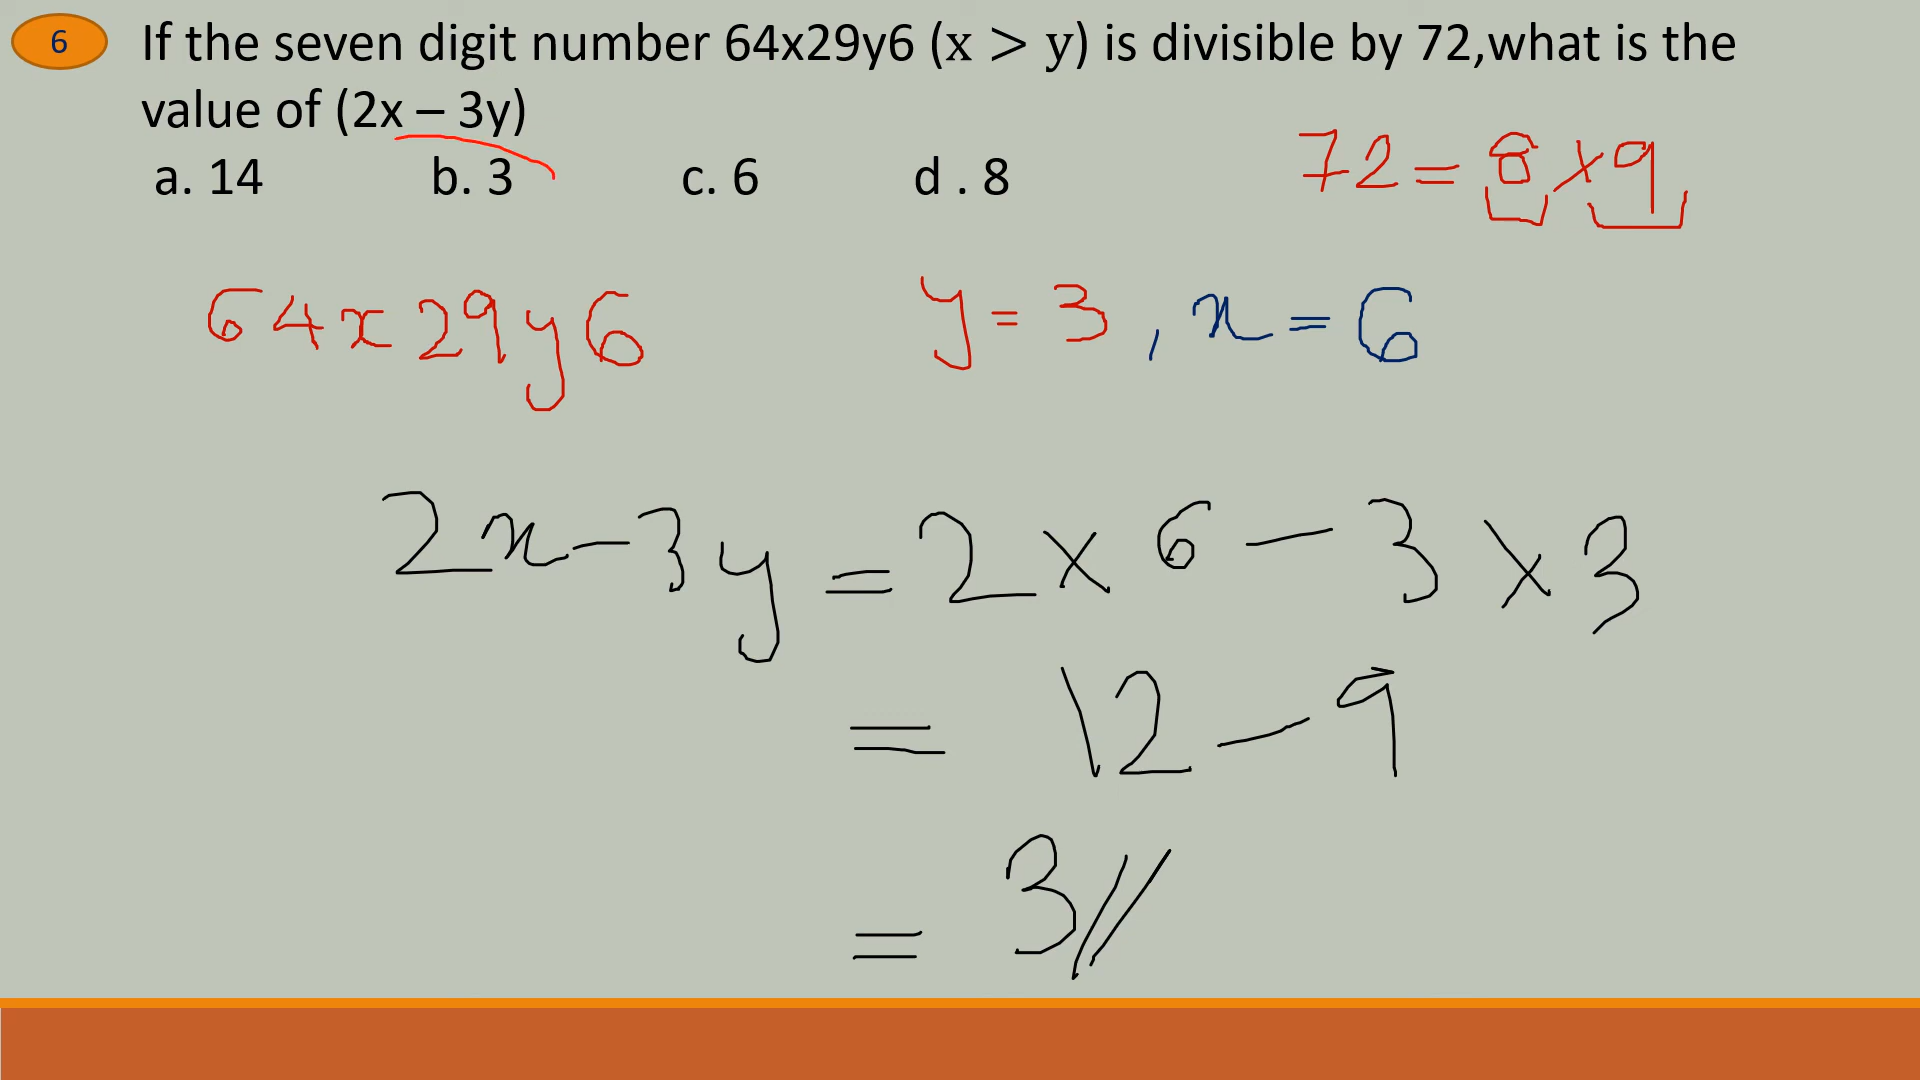 6
If the seven digit number 64x29y6 (x > y) is divisible by 72,what is the
value of (2x – 3y)
a. 14 b. 3 c. 6 d . 8
72 = 8 × 9
64x29y6
y = 3 , x = 6
2x – 3y = 2 × 6 – 3 × 3
= 12 – 9
= 3//